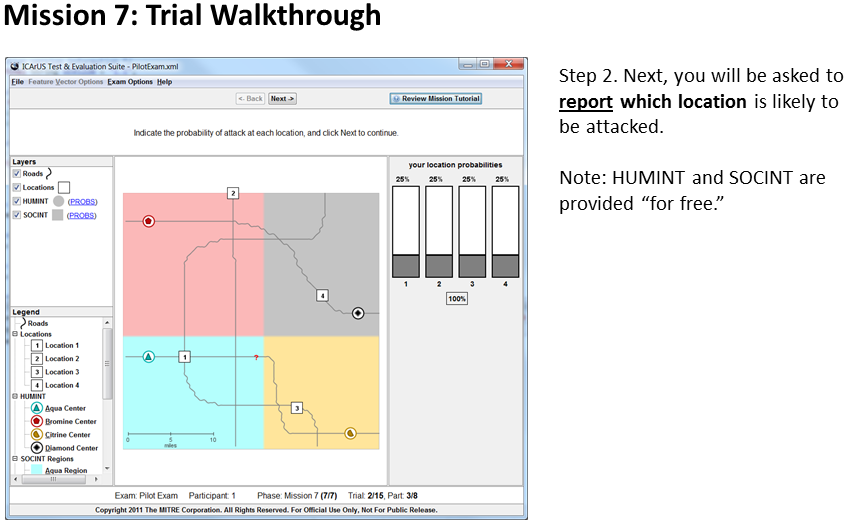 Mission 7: Trial Walkthrough
ICArUS Test & Evaluation Suite - PilotExam.xml
File Feature Vector Options Exam Options Help
<- Back Next -> Review Mission Tutorial
Indicate the probability of attack at each location, and click Next to continue.
Layers
Roads
Locations
HUMINT (PROBS)
SOCINT (PROBS)
Legend
Roads
Locations
1 Location 1
2 Location 2
3 Location 3
4 Location 4
HUMINT
Aqua Center
Bromine Center
Citrine Center
Diamond Center
SOCINT Regions
Aqua Region
2
4
1
?
3
0 5 10
miles
your location probabilities
25% 25% 25% 25%
1 2 3 4
100%
Exam: Pilot Exam Participant: 1 Phase: Mission 7 (7/7) Trial: 2/15, Part: 3/8
Copyright 2011 The MITRE Corporation. All Rights Reserved. For Official Use Only, Not For Public Release.
Step 2. Next, you will be asked to
report which location is likely to
be attacked.
Note: HUMINT and SOCINT are
provided “for free.”